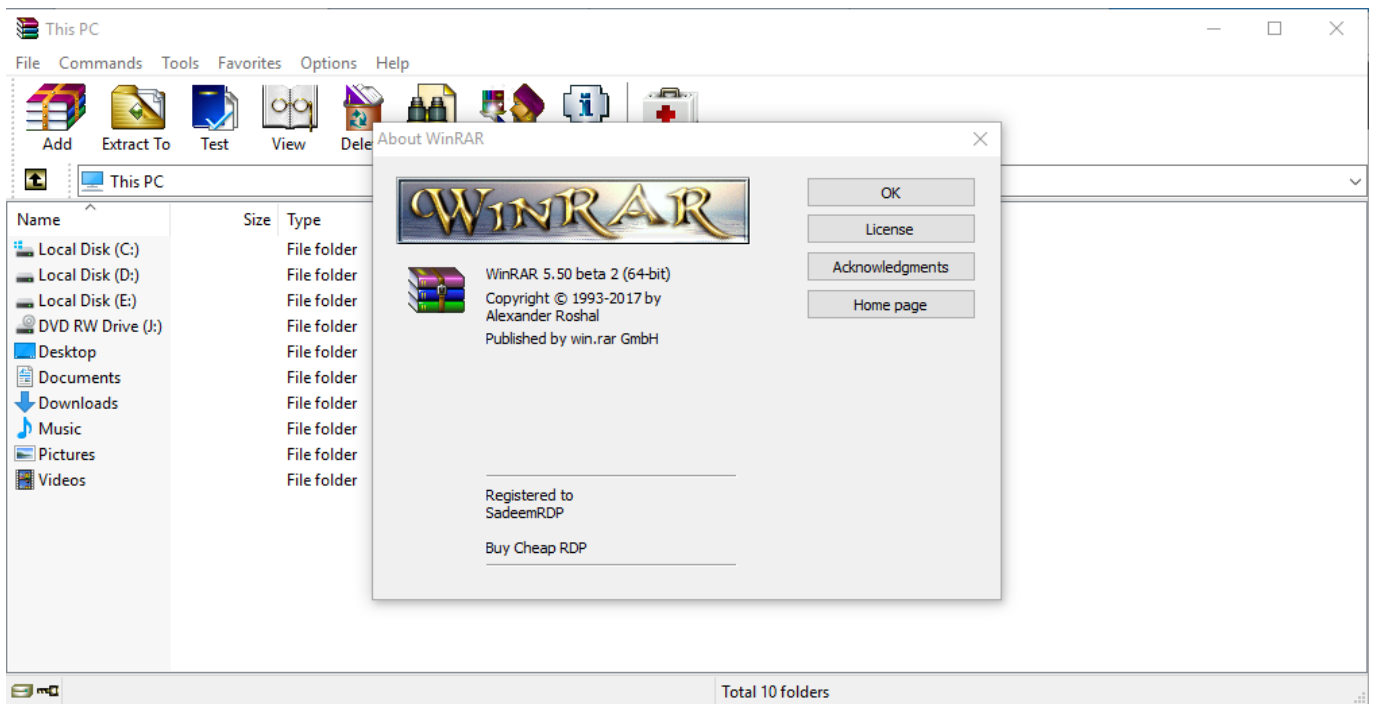 This PC
File Commands Tools Favorites Options Help
Add Extract To Test View Dele
This PC
Name Size Type
Local Disk (C:) File folder
Local Disk (D:) File folder
Local Disk (E:) File folder
DVD RW Drive (J:) File folder
Desktop File folder
Documents File folder
Downloads File folder
Music File folder
Pictures File folder
Videos File folder
About WinRAR
WinRAR
OK
License
Acknowledgments
Home page
WinRAR 5.50 beta 2 (64-bit)
Copyright © 1993-2017 by
Alexander Roshal
Published by win.rar GmbH
Registered to
SadeemRDP
Buy Cheap RDP
Total 10 folders